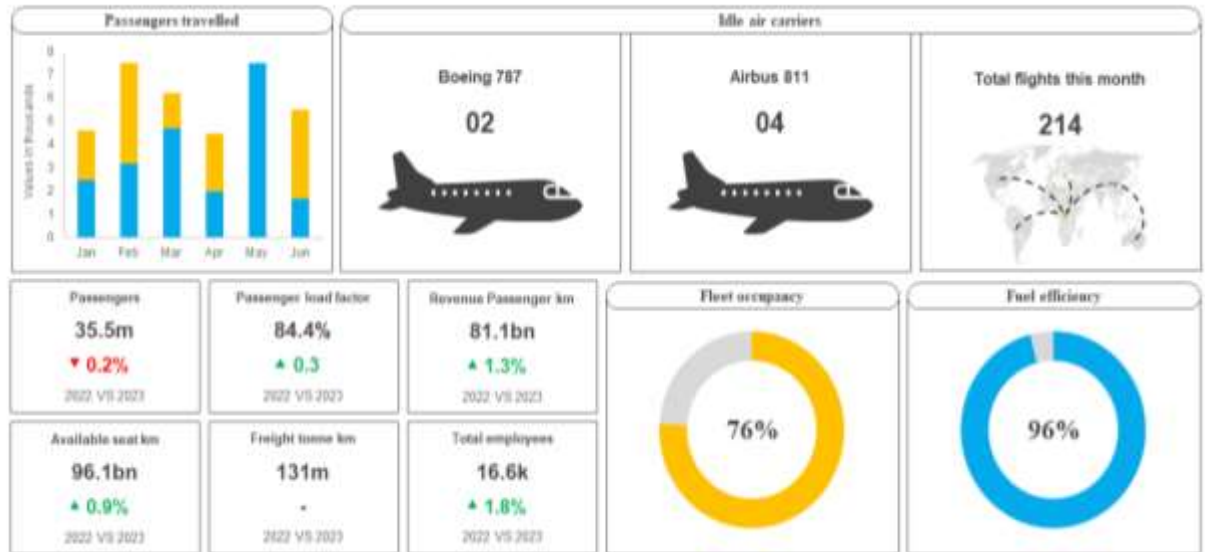 Passengers travelled
Values in thousands
8
7
6
5
4
3
2
1
0
Jan Feb Mar Apr May Jun
Idle air carriers
Boeing 787
02
Airbus 811
04
Total flights this month
214
Passengers
35.5m
▼ 0.2%
2022 VS 2023
Passenger load factor
84.4%
▲ 0.3
2022 VS 2023
Revenue Passenger km
81.1bn
▲ 1.3%
2022 VS 2023
Available seat km
96.1bn
▲ 0.9%
2022 VS 2023
Freight tonne km
131m
-
2022 VS 2023
Total employees
16.6k
▲ 1.8%
2022 VS 2023
Fleet occupancy
76%
Fuel efficiency
96%